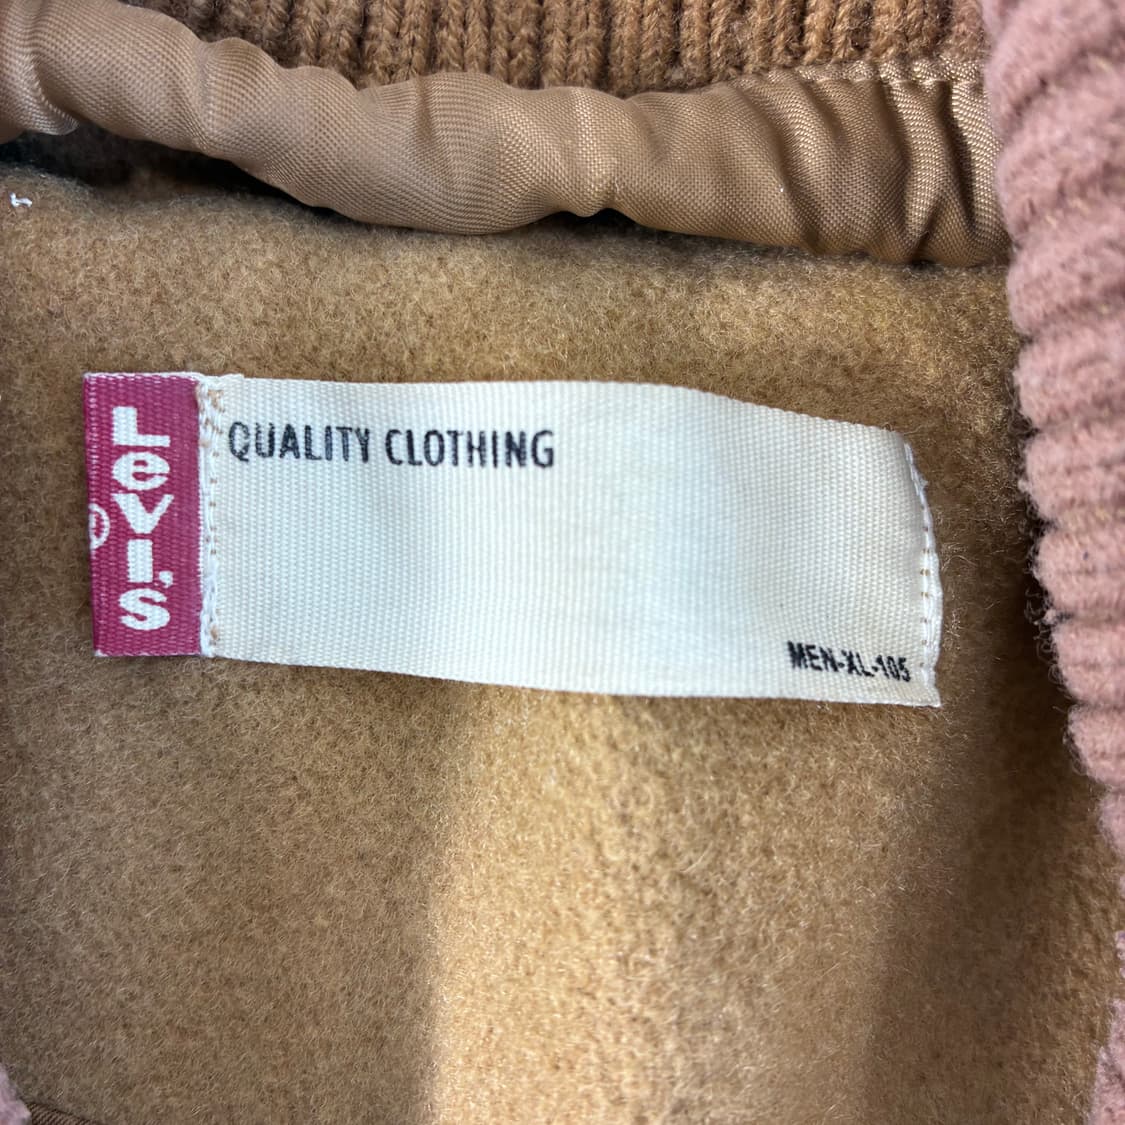 Levi's
®
QUALITY CLOTHING
MEN-XL-105